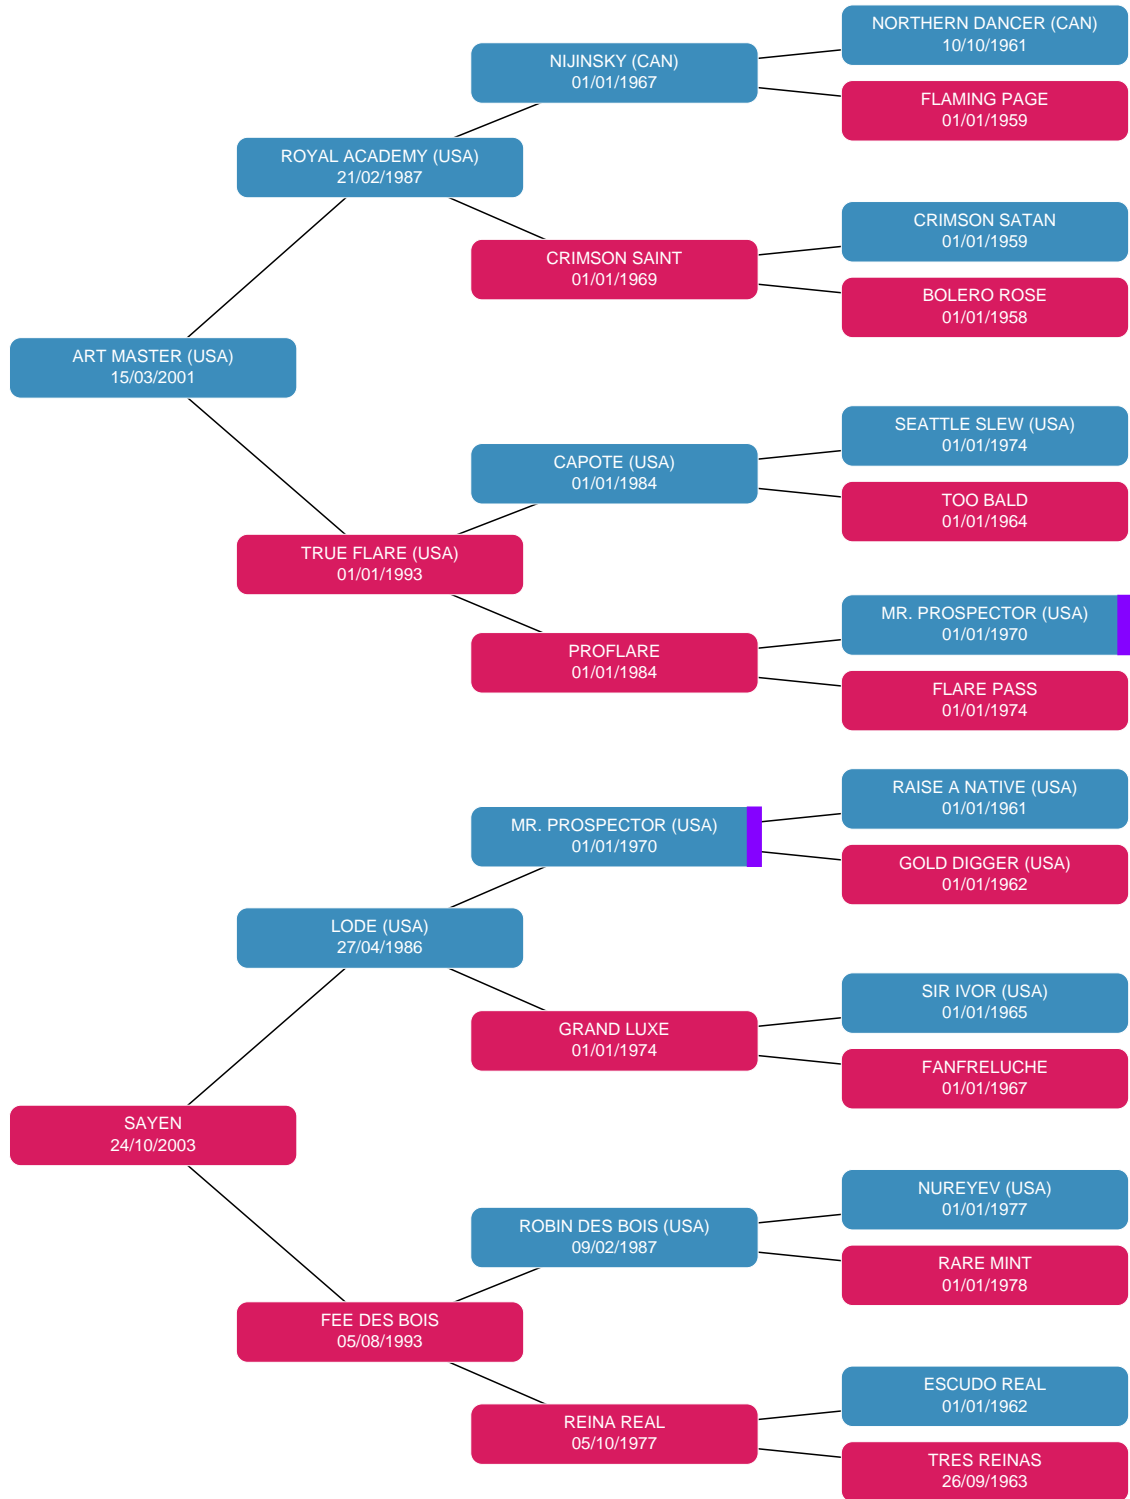 NORTHERN DANCER (CAN)
10/10/1961
NIJINSKY (CAN)
01/01/1967
FLAMING PAGE
01/01/1959
ROYAL ACADEMY (USA)
21/02/1987
CRIMSON SATAN
01/01/1959
CRIMSON SAINT
01/01/1969
BOLERO ROSE
01/01/1958
ART MASTER (USA)
15/03/2001
SEATTLE SLEW (USA)
01/01/1974
CAPOTE (USA)
01/01/1984
TOO BALD
01/01/1964
TRUE FLARE (USA)
01/01/1993
MR. PROSPECTOR (USA)
01/01/1970
PROFLARE
01/01/1984
FLARE PASS
01/01/1974
RAISE A NATIVE (USA)
01/01/1961
MR. PROSPECTOR (USA)
01/01/1970
GOLD DIGGER (USA)
01/01/1962
LODE (USA)
27/04/1986
SIR IVOR (USA)
01/01/1965
GRAND LUXE
01/01/1974
FANFRELUCHE
01/01/1967
SAYEN
24/10/2003
NUREYEV (USA)
01/01/1977
ROBIN DES BOIS (USA)
09/02/1987
RARE MINT
01/01/1978
FEE DES BOIS
05/08/1993
ESCUDO REAL
01/01/1962
REINA REAL
05/10/1977
TRES REINAS
26/09/1963